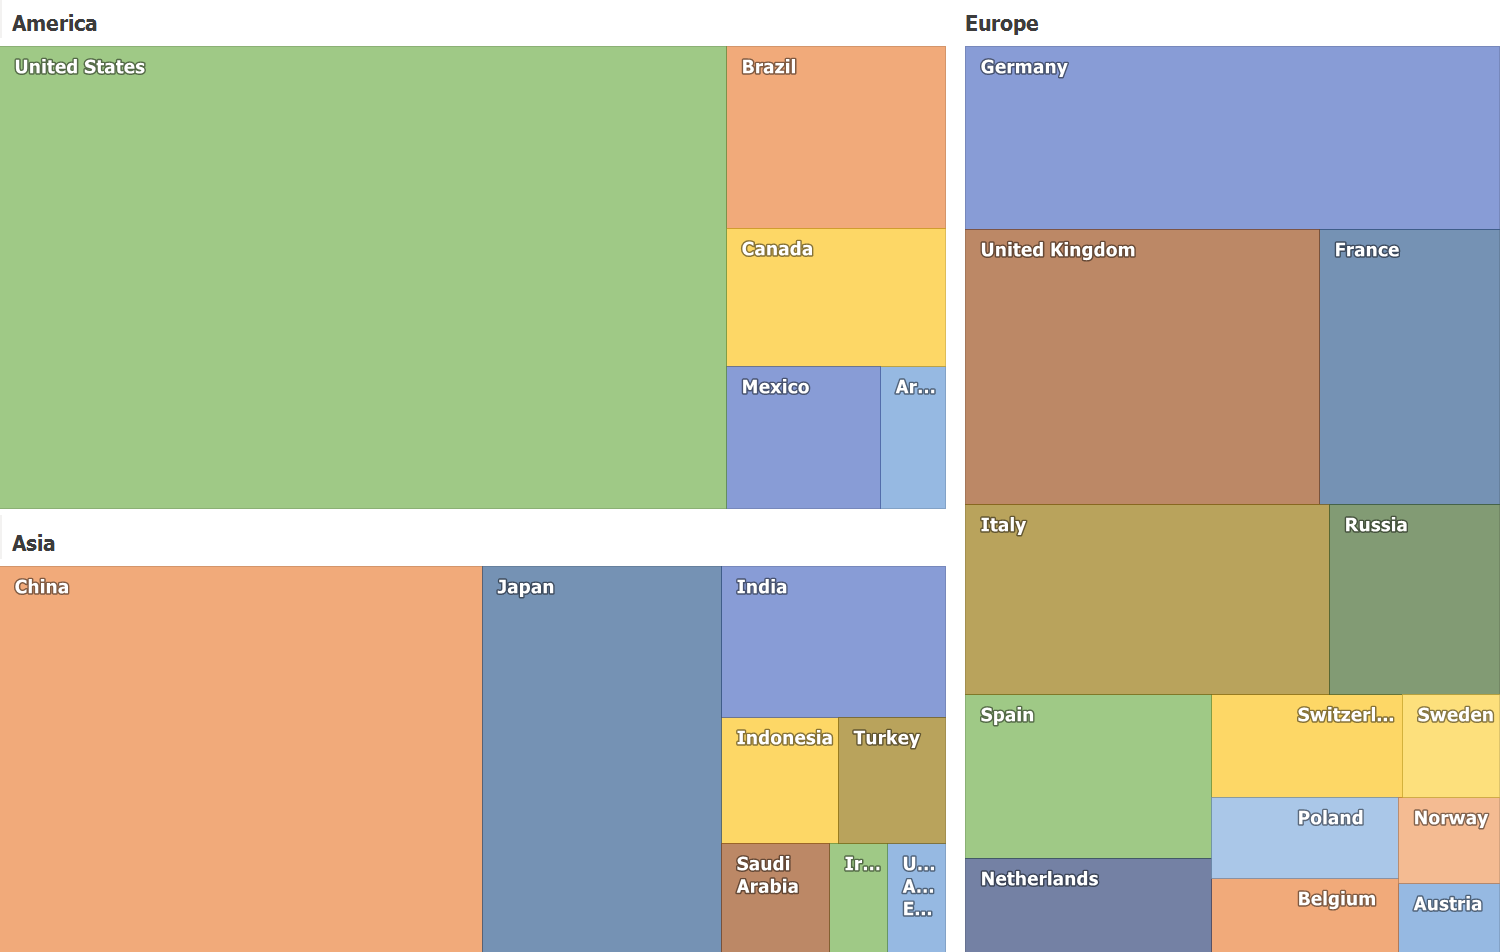 America
United States
Brazil
Canada
Mexico
Ar...
Asia
China
Japan
India
Indonesia
Turkey
Saudi
Arabia
Ir...
U...
A...
E...
Europe
Germany
United Kingdom
France
Italy
Russia
Spain
Switzerl...
Sweden
Poland
Norway
Netherlands
Belgium
Austria